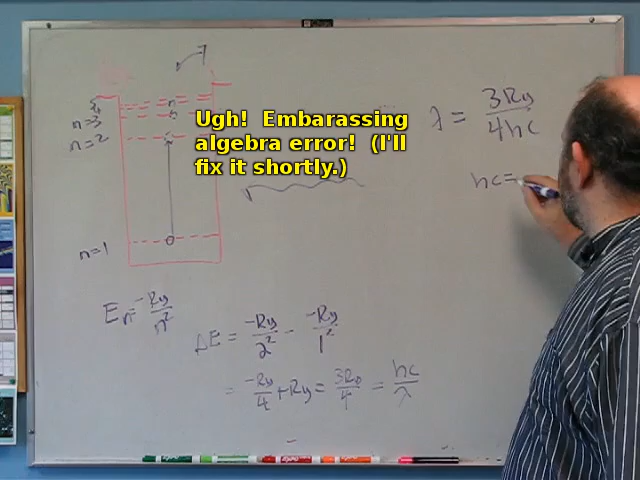 Ugh!  Embarassing
algebra error!  (I'll
fix it shortly.)
n=3
n=2
n=1
λ = 3Ry/4hc
hc=
En=-Ry/n²
ΔE = -Ry/2² - -Ry/1²
= -Ry/4 + Ry = 3Ry/4 = hc/λ